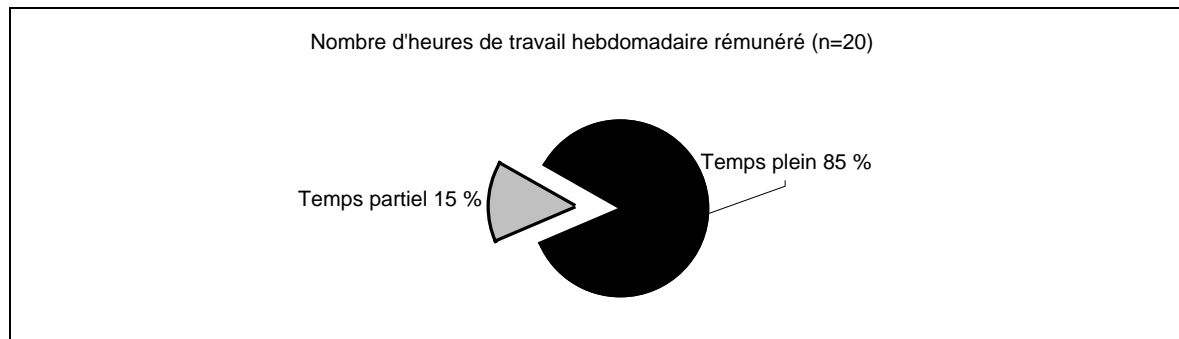 Nombre d'heures de travail hebdomadaire rémunéré (n=20)
Temps plein 85 %
Temps partiel 15 %